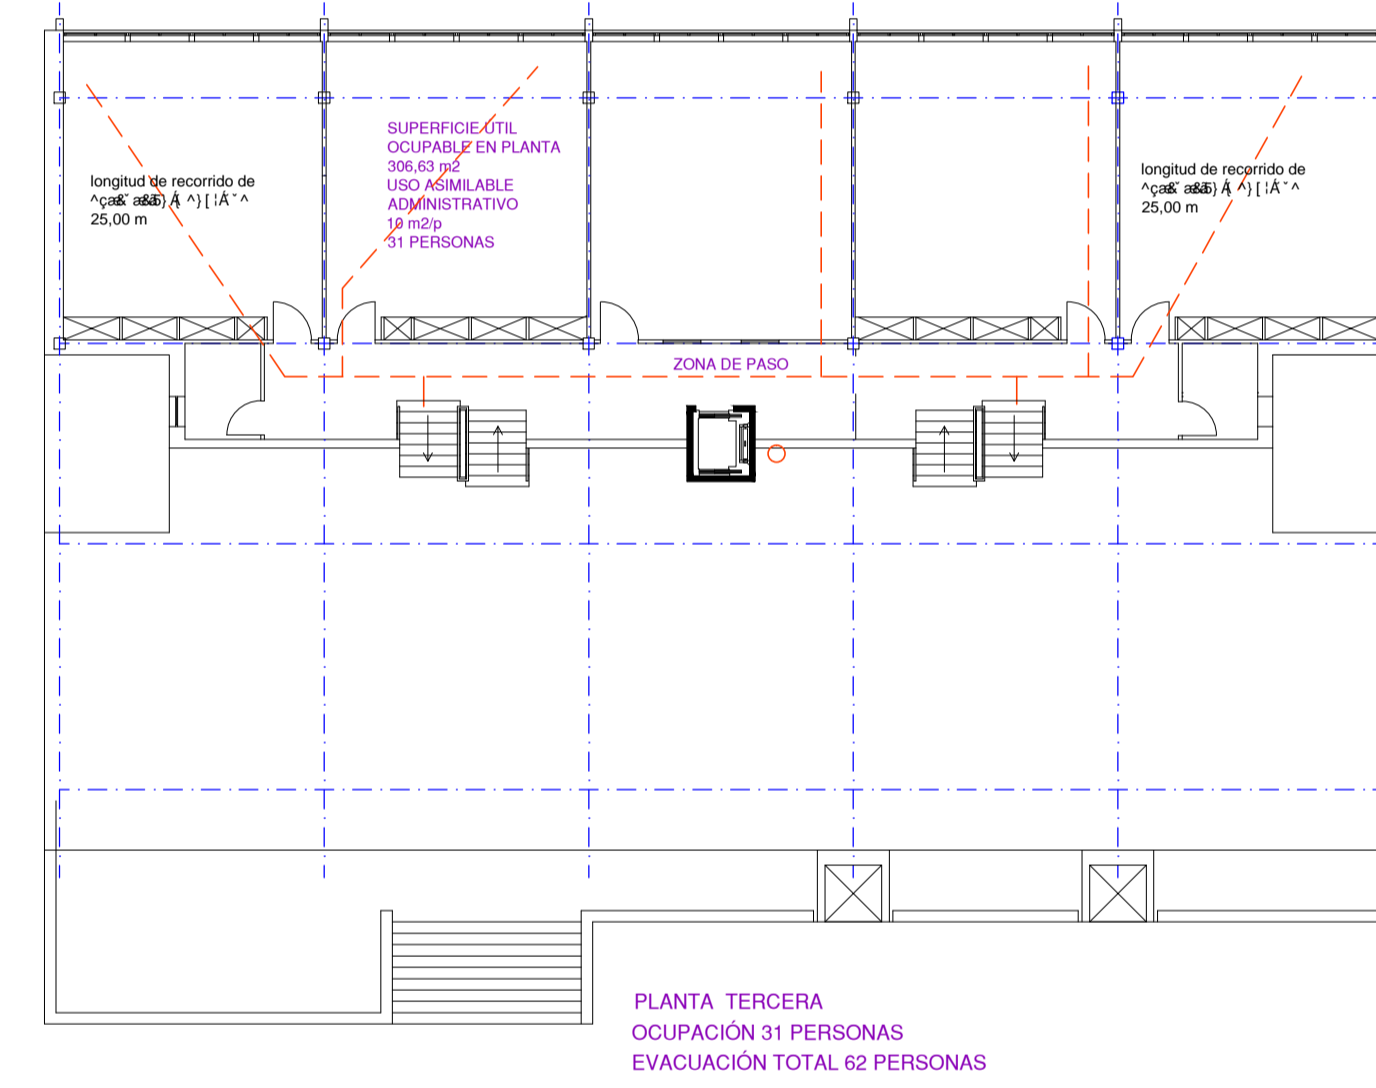 SUPERFICIE UTIL
OCUPABLE EN PLANTA
306,63 m2
USO ASIMILABLE
ADMINISTRATIVO
10 m2/p
31 PERSONAS
longitud de recorrido de
25,00 m
longitud de recorrido de
25,00 m
ZONA DE PASO
PLANTA TERCERA
OCUPACIÓN 31 PERSONAS
EVACUACIÓN TOTAL 62 PERSONAS